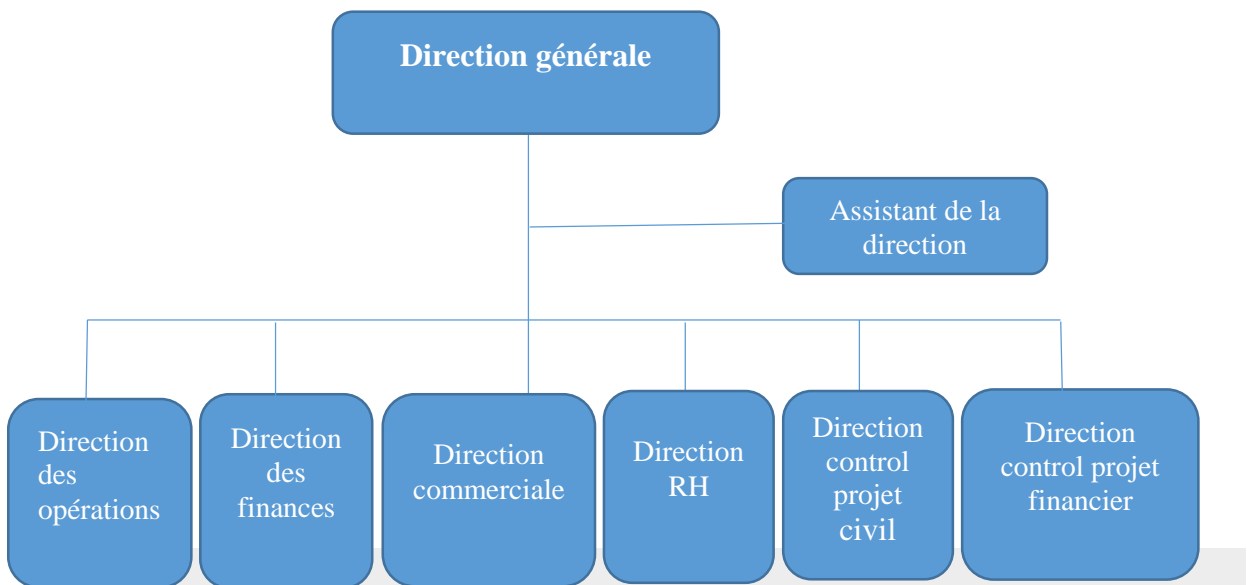 Direction générale
Assistant de la
direction
Direction
des
opérations
Direction
des
finances
Direction
commerciale
Direction
RH
Direction
control
projet
civil
Direction
control projet
financier